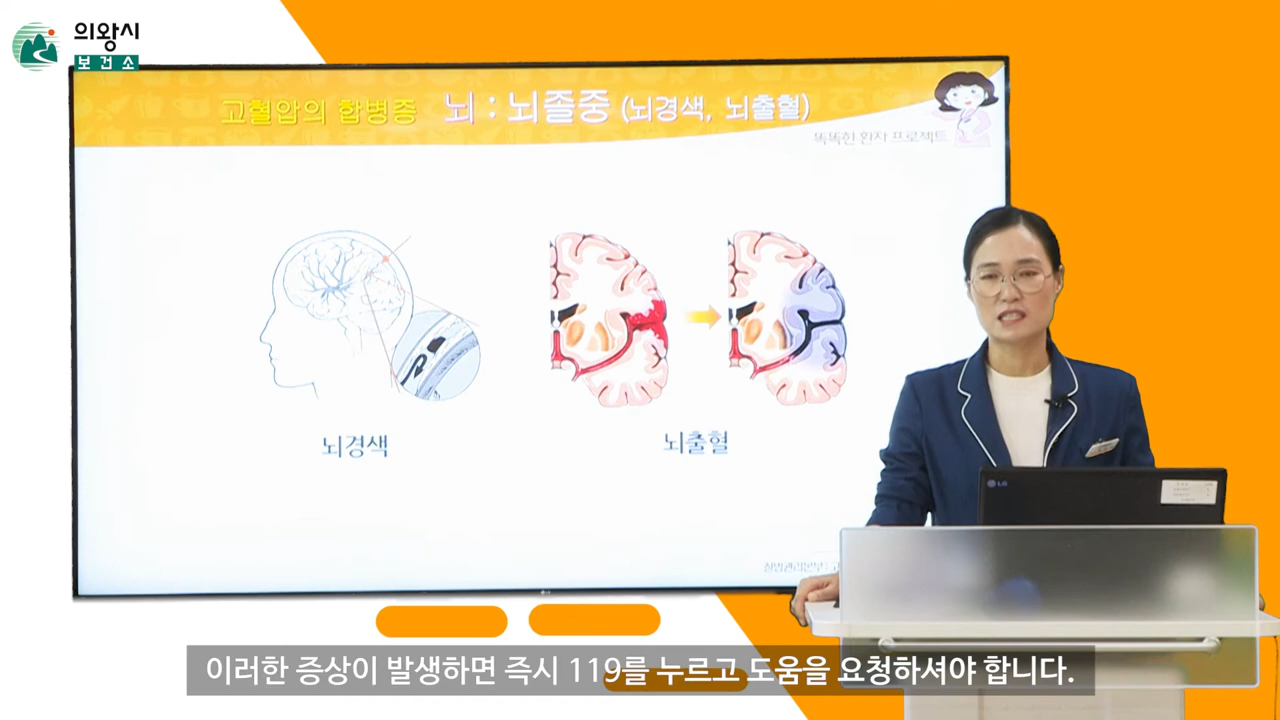 의왕시
보건소
고혈압의 합병증 뇌 : 뇌졸중 (뇌경색, 뇌출혈)
똑똑한 환자 프로젝트
뇌경색
뇌출혈
LG
이러한 증상이 발생하면 즉시 119를 누르고 도움을 요청하셔야 합니다.